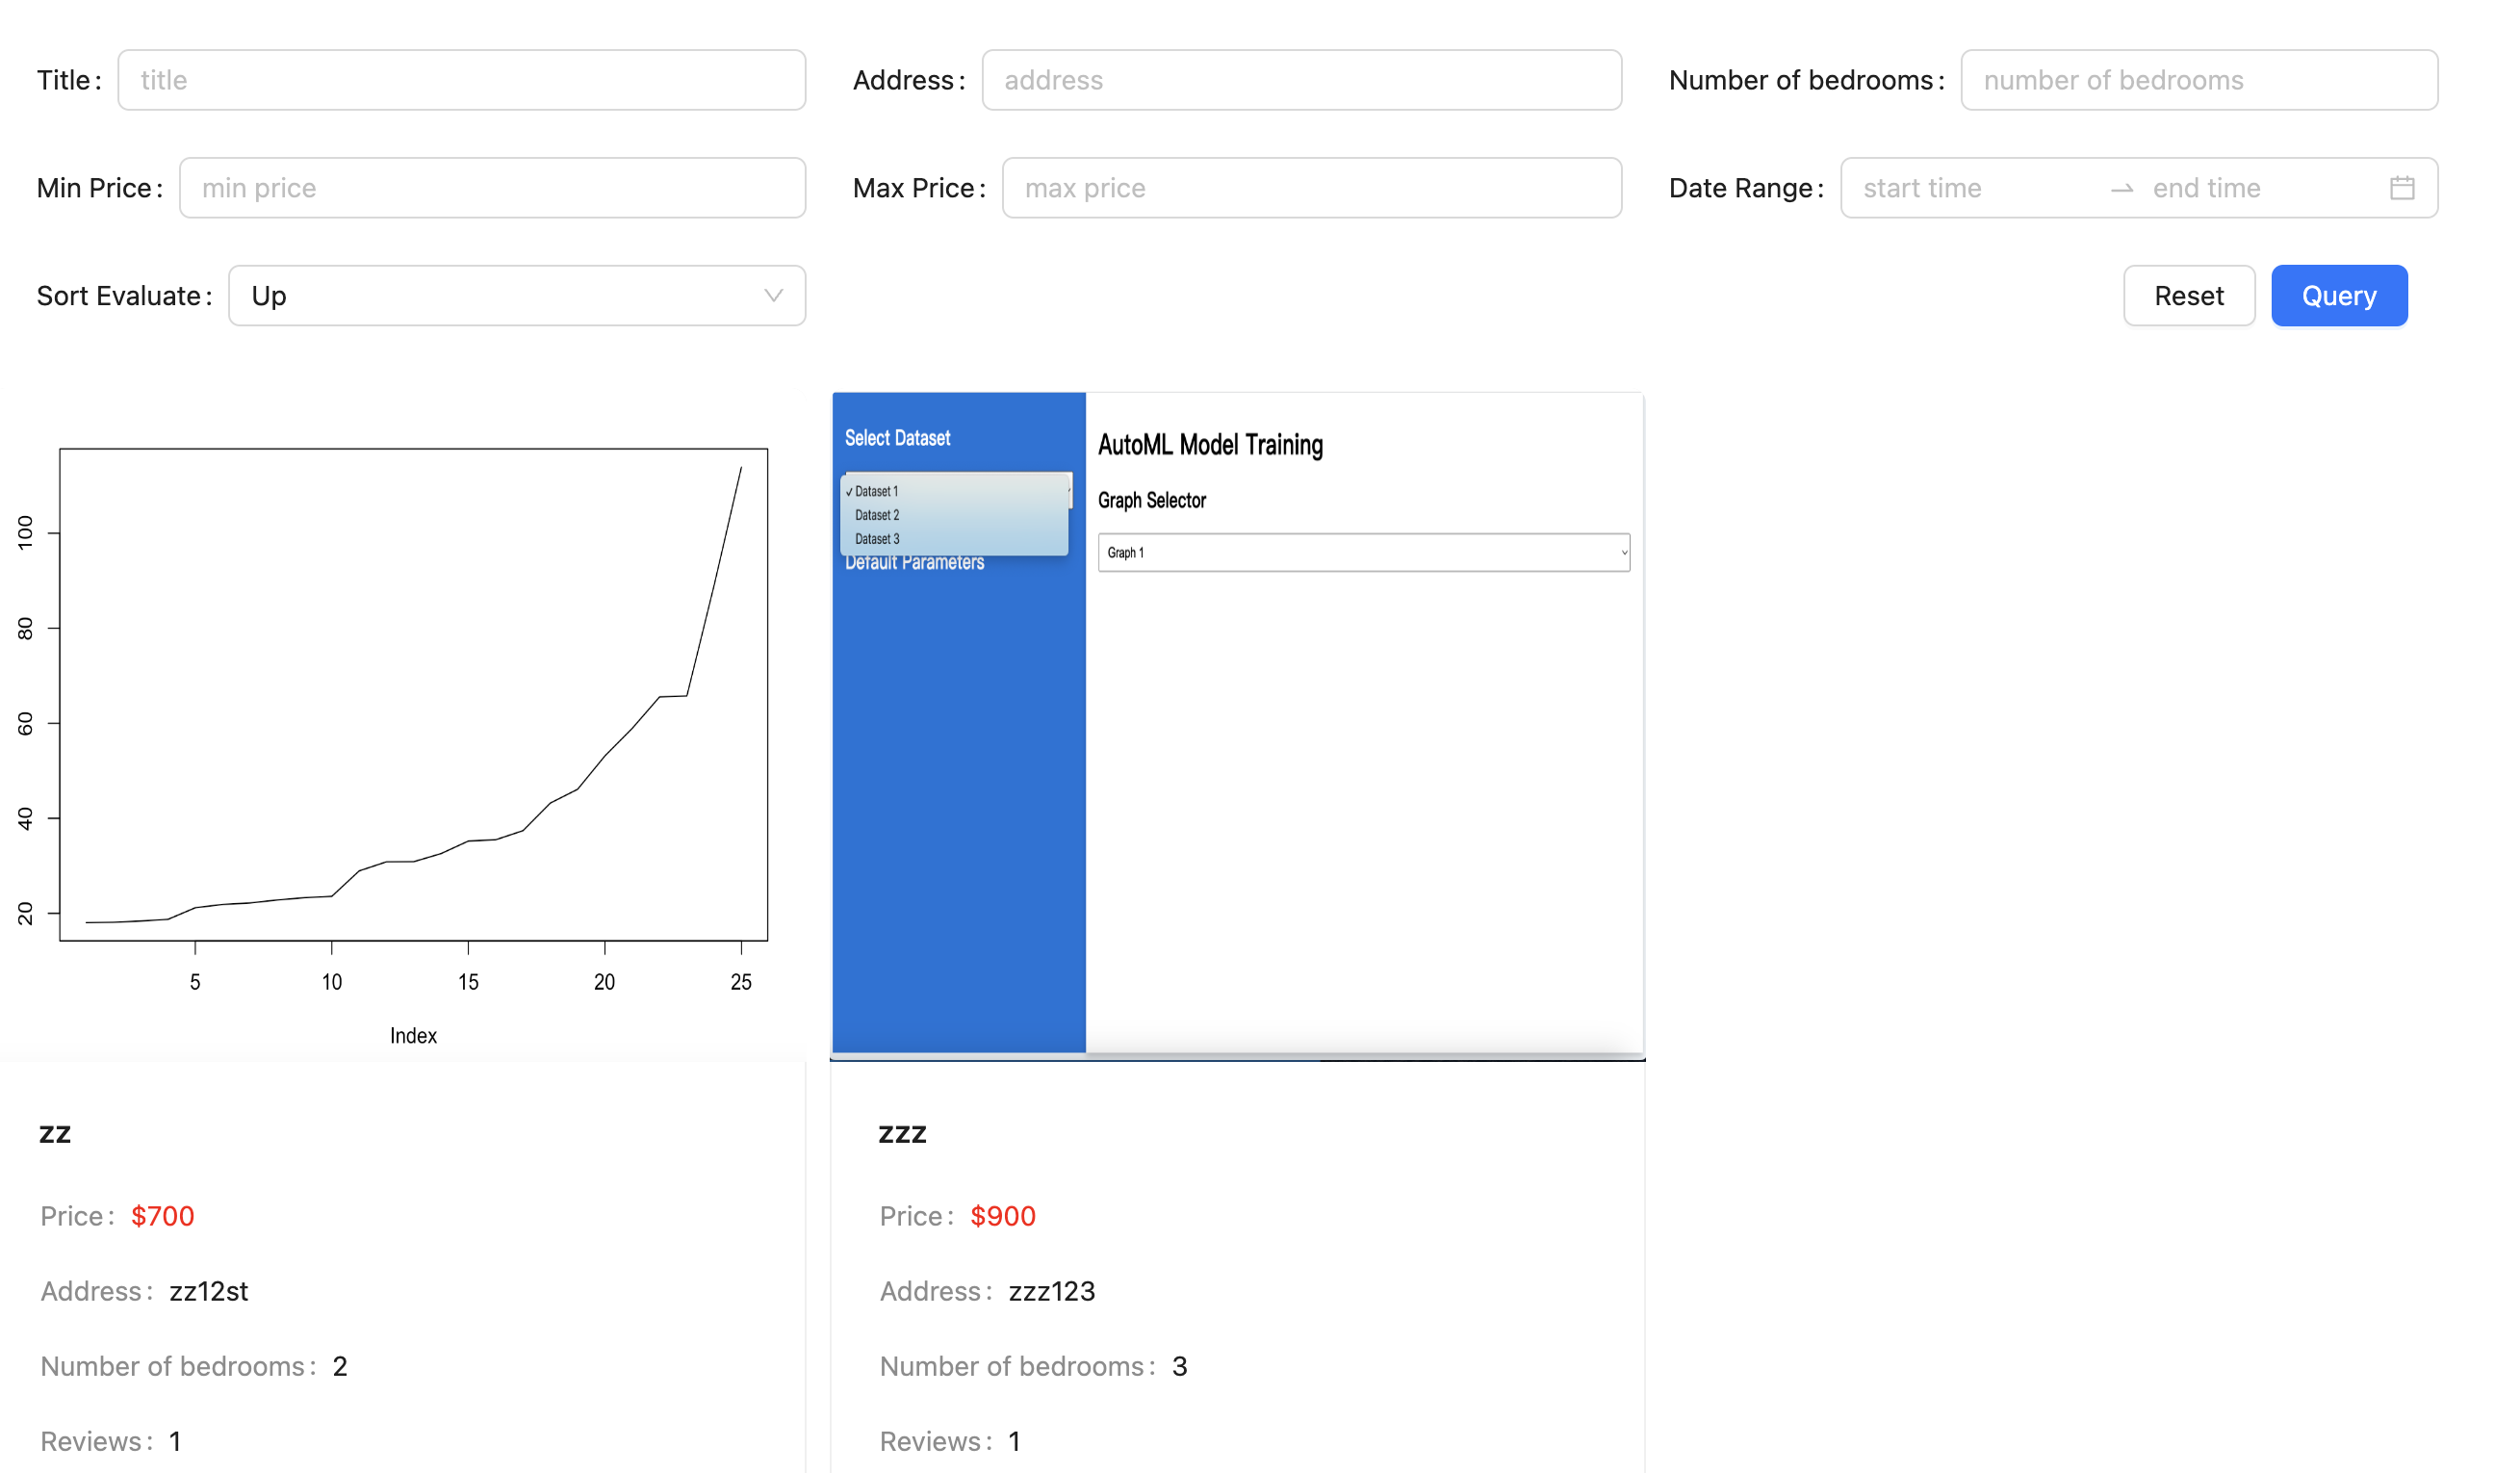 Title: title
Address: address
Number of bedrooms: number of bedrooms
Min Price: min price
Max Price: max price
Date Range: start time → end time
Sort Evaluate: Up
Reset
Query
100
80
60
40
20
5 10 15 20 25
Index
Select Dataset
✓ Dataset 1
Dataset 2
Dataset 3
Default Parameters
AutoML Model Training
Graph Selector
Graph 1
zz
Price: $700
Address: zz12st
Number of bedrooms: 2
Reviews: 1
zzz
Price: $900
Address: zzz123
Number of bedrooms: 3
Reviews: 1